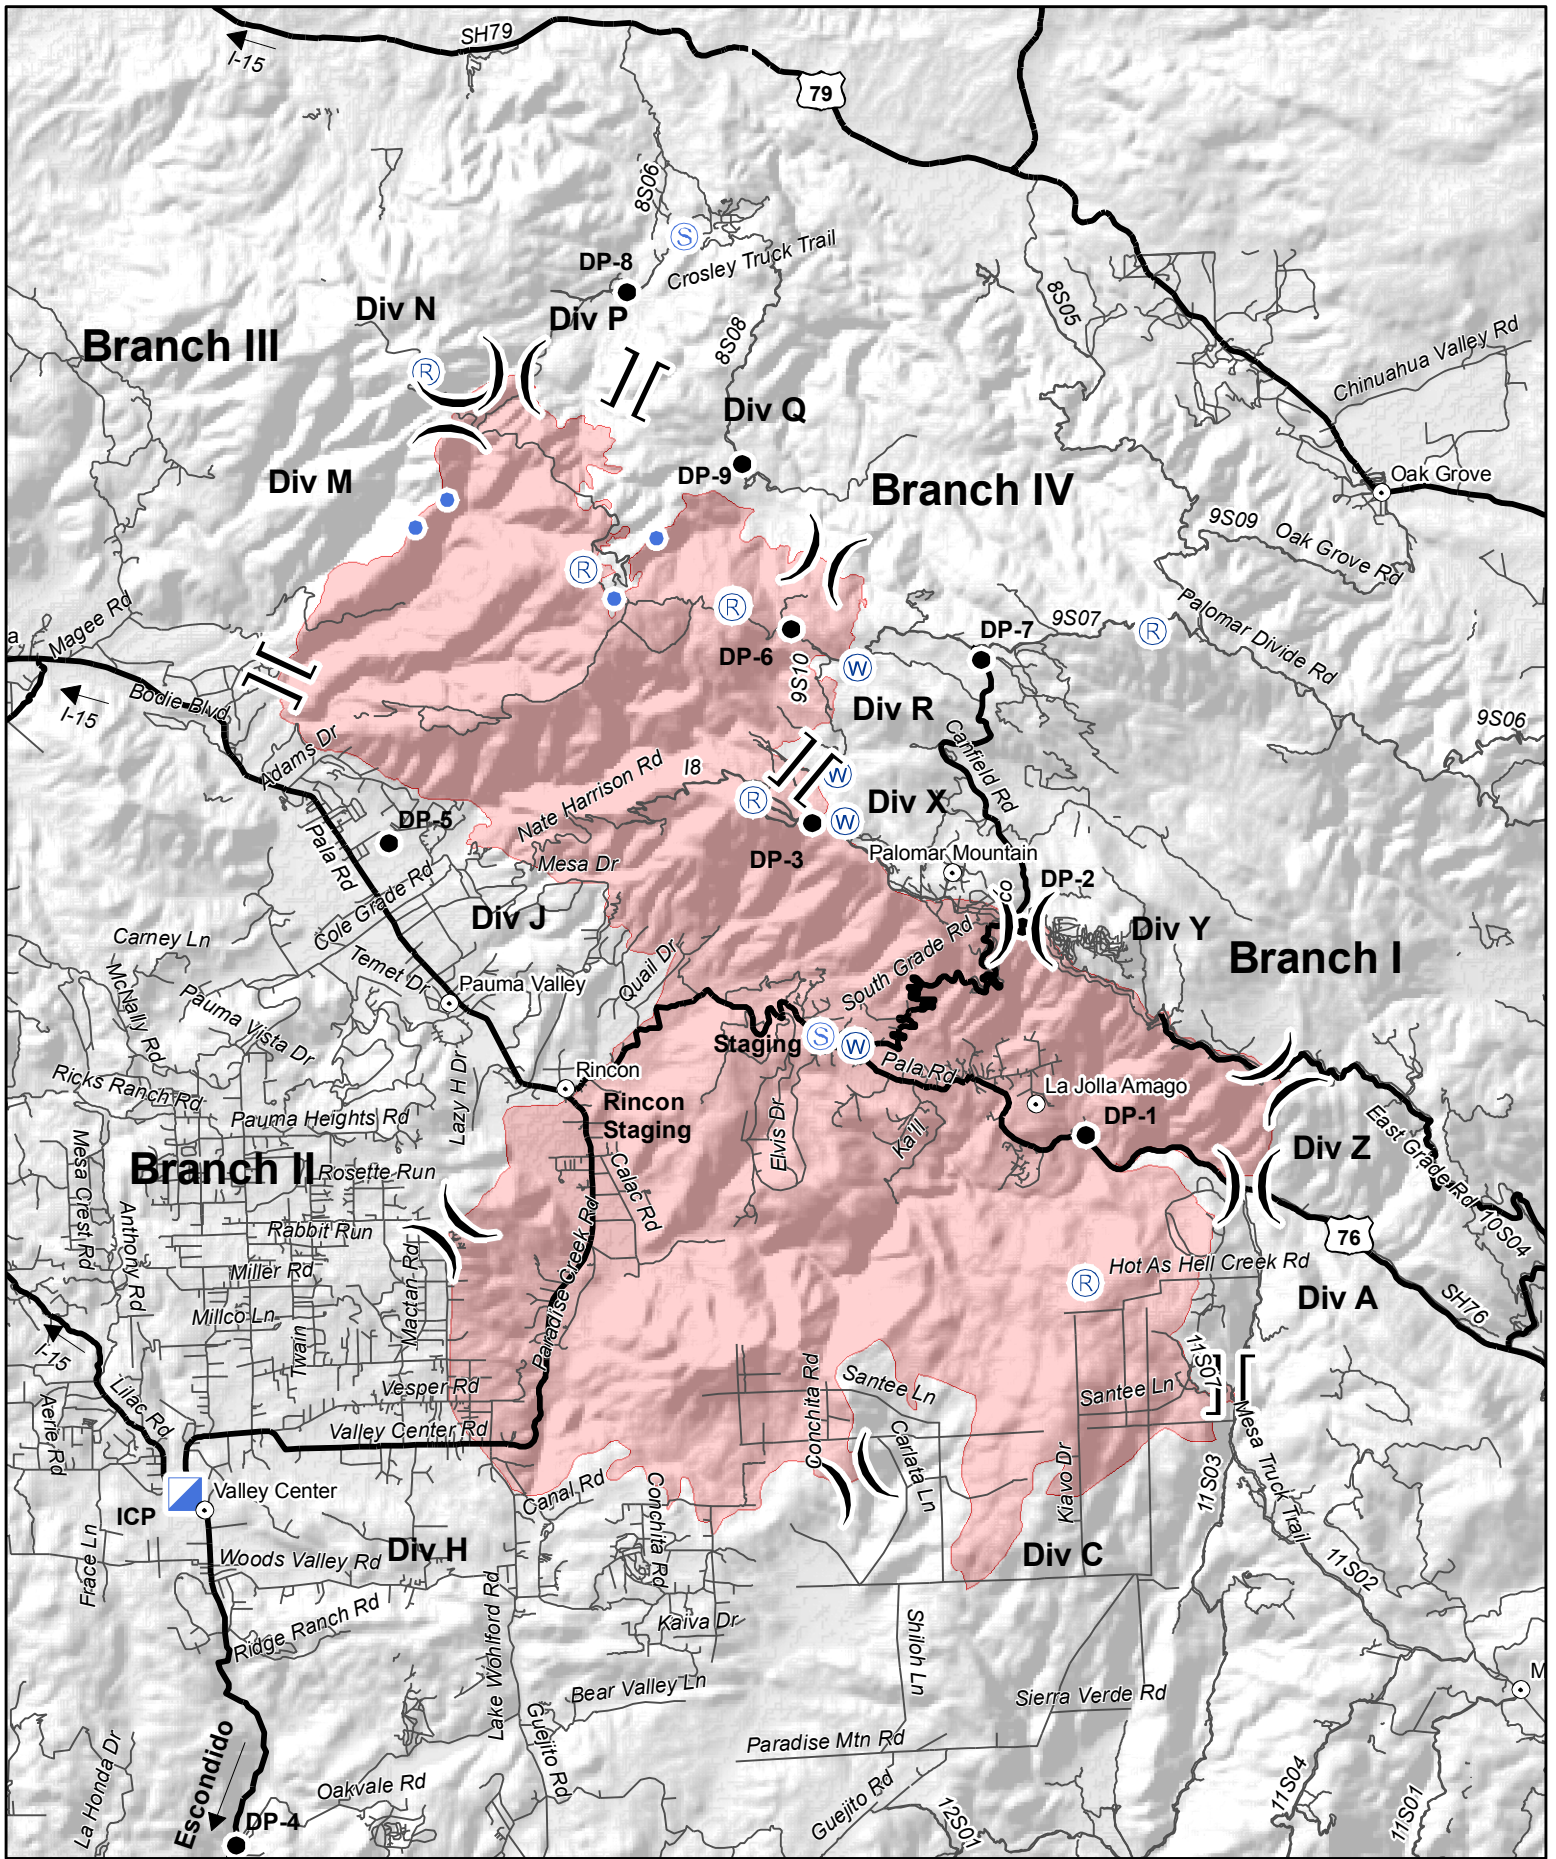 SH79
I-15
79
8S06
S
DP-8
Crosley Truck Trail
Div N
Div P
8S05
Branch III
8S08
Chinuahua Valley Rd
R
Div Q
Div M
DP-9
Branch IV
Oak Grove
9S09
Oak Grove Rd
R
R
Magee Rd
a
DP-6
9S10
W
DP-7
9S07
R
Palomar Divide Rd
I-15
Bodie Blvd
Div R
9S06
Adams Dr
Canfield Rd
Nate Harrison Rd
I8
W
R
Div X
W
DP-5
DP-3
Pala Rd
Mesa Dr
Palomar Mountain
Cole Grade Rd
DP-2
co
Div J
Div Y
Carney Ln
South Grade Rd
Branch I
Temet Dr
McNally Rd
Pauma Valley
Quail Dr
Pauma Vista Dr
Staging
S
W
Pala Rd
Rincon
Ricks Ranch Rd
La Jolla Amago
Lazy H Dr
Rincon
Staging
Pauma Heights Rd
DP-1
Elvis Dr
Ka'll
Div Z
East Grade Rd
Mesa Crest Rd
Branch II
Rosette Run
Calac Rd
Anthony Rd
Rabbit Run
10S04
76
Paradise Creek Rd
Miller Rd
Mactan Rd
R
Hot As Hell Creek Rd
Div A
Millco Ln
SH76
I-15
Twain
11S07
Conchita Rd
Santee Ln
Santee Ln
Vesper Rd
Lilac Rd
Aerie Rd
Valley Center Rd
Carlata Ln
Mesa Truck Trail
Kiavo Dr
11S03
Canal Rd
Conchita Rd
Valley Center
ICP
Frace Ln
Woods Valley Rd
Div H
Div C
11S02
Lake Wohlford Rd
Ridge Ranch Rd
Kaiva Dr
Shiloh Ln
M
Bear Valley Ln
Sierra Verde Rd
Guejito Rd
Paradise Mtn Rd
La Honda Dr
Escondido
Oakvale Rd
Guejito Rd
11S04
11S01
12S01
DP-4